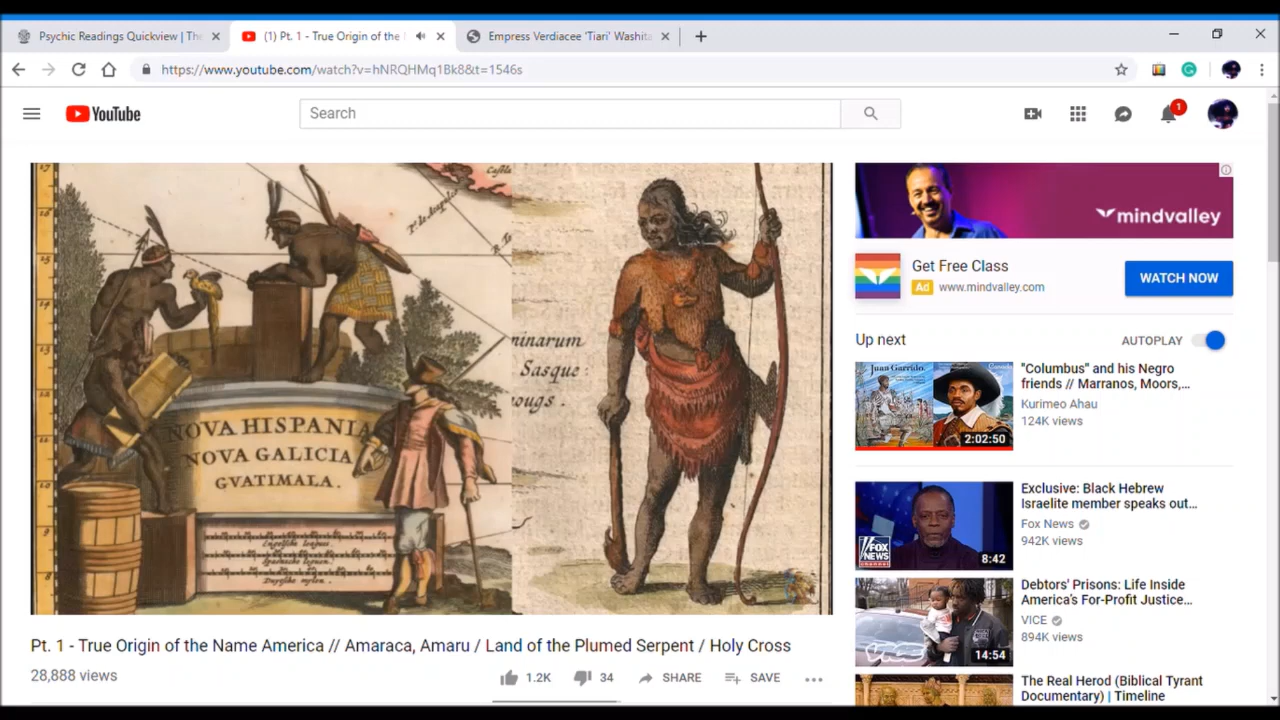 Psychic Readings Quickview | Th
(1) Pt. 1 - True Origin of the
Empress Verdiacee 'Tiari' Washita
https://www.youtube.com/watch?v=hNRQHMq1Bk8&t=1546s
YouTube
Search
1
NOVA HISPANIA
NOVA GALICIA
GVATIMALA.
minarum
Sasque
ougs.
mindvalley
Get Free Class
Ad www.mindvalley.com
WATCH NOW
Up next
AUTOPLAY
Juan Garrido.
2:02:50
"Columbus" and his Negro
friends // Marranos, Moors,...
Kurimeo Ahau
124K views
FOX
NEWS
channel
8:42
Exclusive: Black Hebrew
Israelite member speaks out...
Fox News
942K views
14:54
Debtors' Prisons: Life Inside
America's For-Profit Justice...
VICE
894K views
The Real Herod (Biblical Tyrant
Documentary) | Timeline
Pt. 1 - True Origin of the Name America // Amaraca, Amaru / Land of the Plumed Serpent / Holy Cross
28,888 views
1.2K
34
SHARE
SAVE